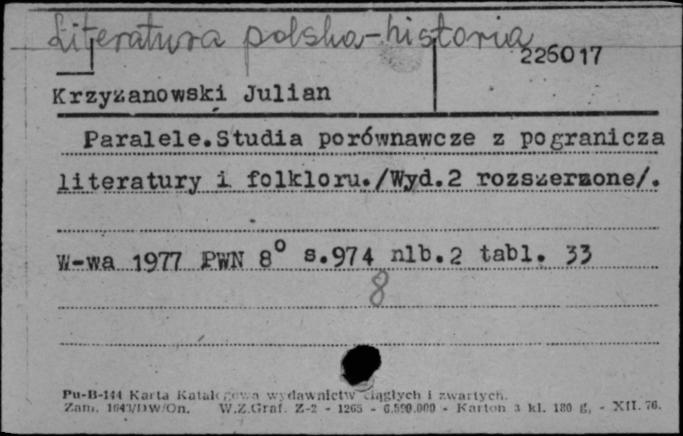 Literatura polska-historia
226017
Krzyżanowski Julian
Paralele.Studia porównawcze z pogranicza
literatury i folkloru./Wyd.2 rozszerzone/.
W-wa 1977 PWN 8° s.974 nlb.2 tabl. 33
8
Pu-B-144 Karta Katalogowa wydawnictw ciągłych i zwartych.
Zam. 1643/DW/On. W.Z.Graf. Z-2 - 1265 - 6.500.000 - Karton 3 kl. 180 g. - XII. 76.